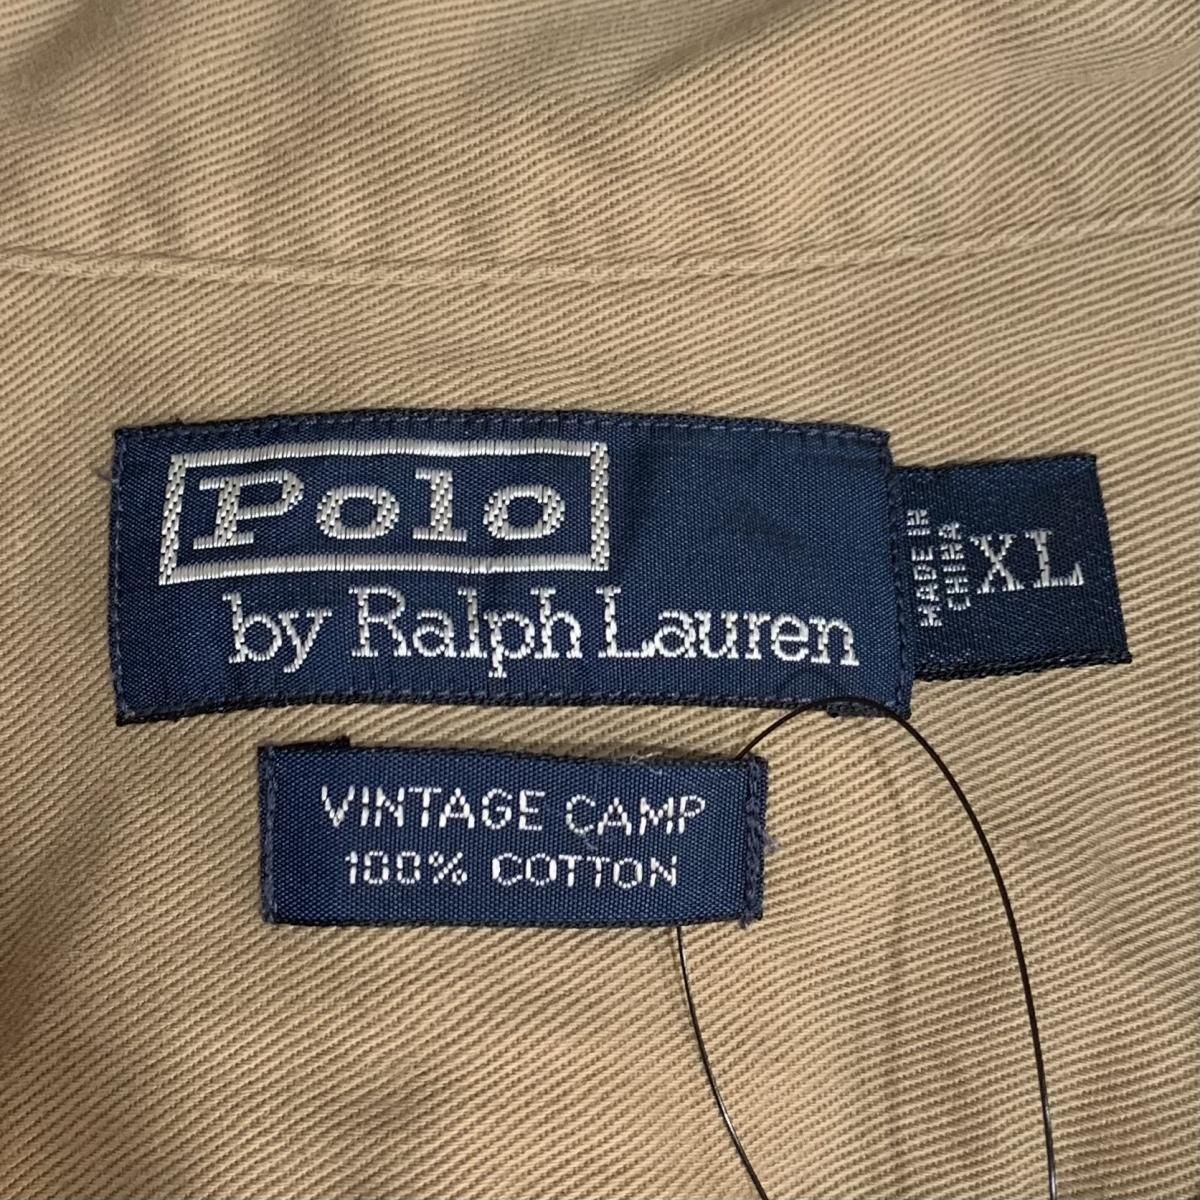 Polo
by Ralph Lauren
MADE IN
CHINA
XL
VINTAGE CAMP
100% COTTON